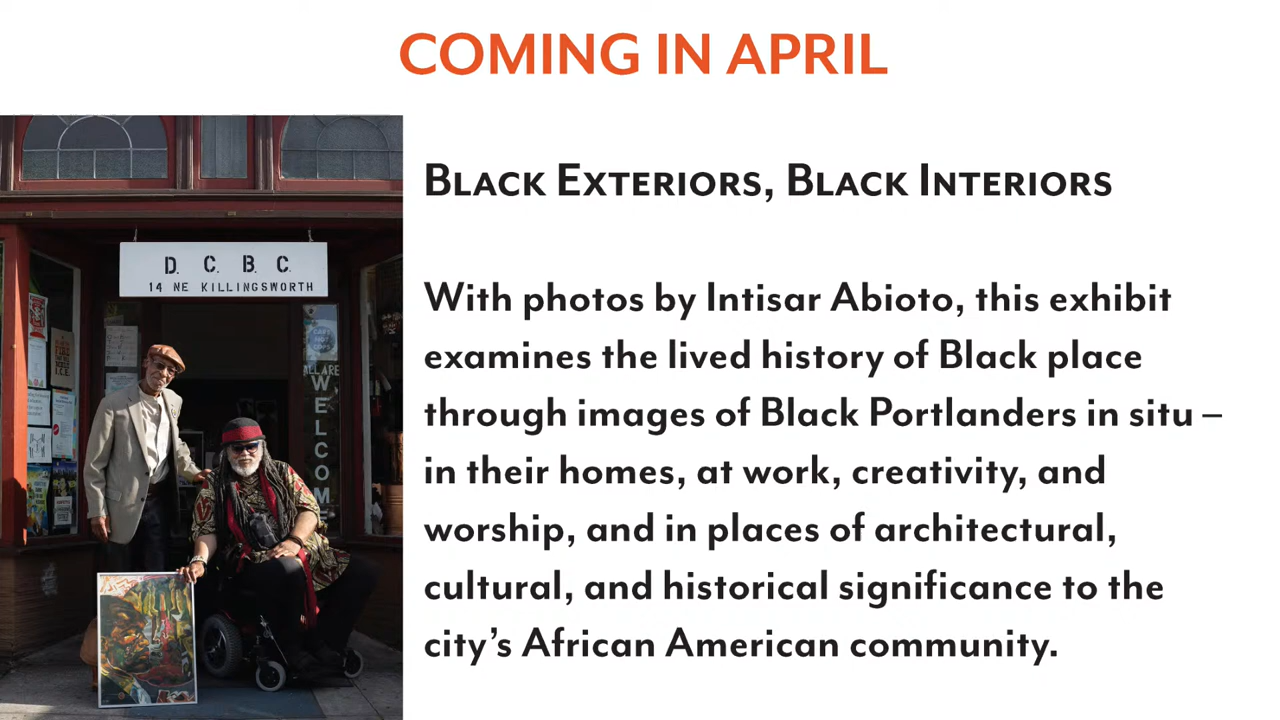 COMING IN APRIL
BLACK EXTERIORS, BLACK INTERIORS
With photos by Intisar Abioto, this exhibit
examines the lived history of Black place
through images of Black Portlanders in situ –
in their homes, at work, creativity, and
worship, and in places of architectural,
cultural, and historical significance to the
city's African American community.
D. C. B. C.
14 NE KILLINGSWORTH
ALL ARE
WELCOM